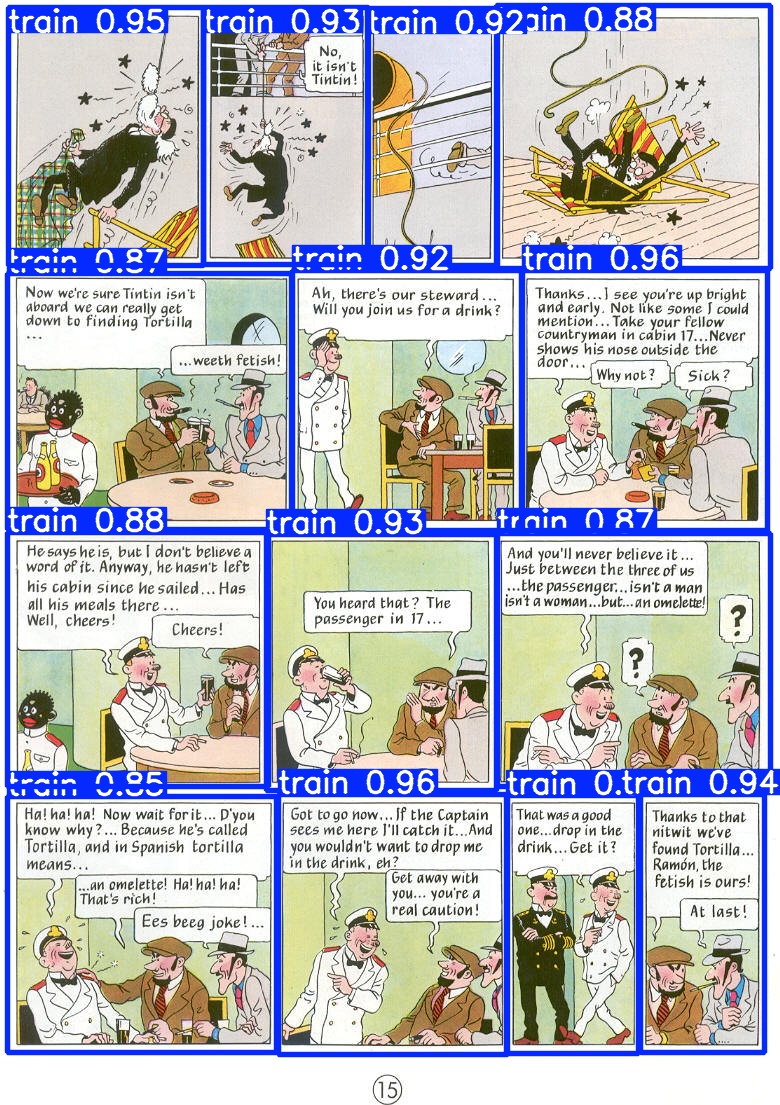 train 0.95
train 0.93
train 0.92
ain 0.88
No,
it isn't
Tintin!
train 0.87
train 0.92
train 0.96
Now we're sure Tintin isn't
aboard we can really get
down to finding Tortilla
...
...weeth fetish!
Ah, there's our steward...
Will you join us for a drink?
Thanks...I see you're up bright
and early. Not like some I could
mention...Take your fellow
countryman in cabin 17...Never
shows his nose outside the
door...
Why not?
Sick?
train 0.88
train 0.93
train 0.87
He says he is, but I don't believe a
word of it. Anyway, he hasn't left
his cabin since he sailed...Has
all his meals there...
Well, cheers!
Cheers!
You heard that? The
passenger in 17...
And you'll never believe it...
Just between the three of us
...the passenger...isn't a man
isn't a woman...but...an omelette!
?
?
train 0.85
train 0.96
train 0.
train 0.94
Ha! ha! ha! Now wait for it... D'you
know why?... Because he's called
Tortilla, and in Spanish tortilla
means...
...an omelette! Ha! ha! ha!
That's rich!
Ees beeg joke!...
Got to go now...If the Captain
sees me here I'll catch it...And
you wouldn't want to drop me
in the drink, eh?
Get away with
you... you're a
real caution!
That was a good
one...drop in the
drink...Get it?
Thanks to that
nitwit we've
found Tortilla...
Ramón, the
fetish is ours!
At last!
15